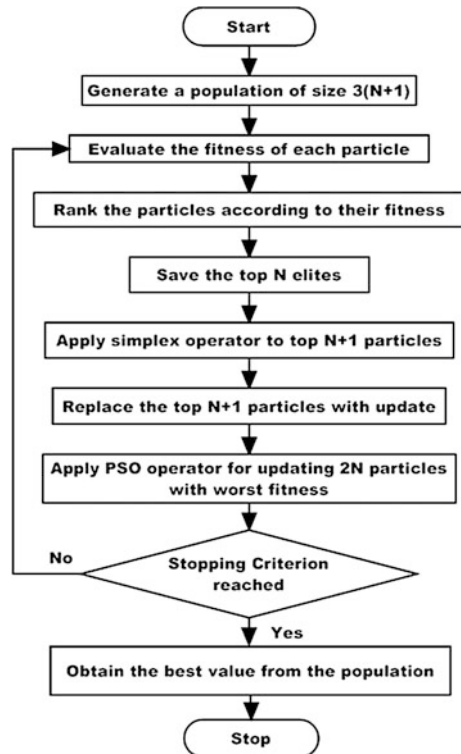 Start
Generate a population of size 3(N+1)
Evaluate the fitness of each particle
Rank the particles according to their fitness
Save the top N elites
Apply simplex operator to top N+1 particles
Replace the top N+1 particles with update
Apply PSO operator for updating 2N particles
with worst fitness
No
Stopping Criterion
reached
Yes
Obtain the best value from the population
Stop